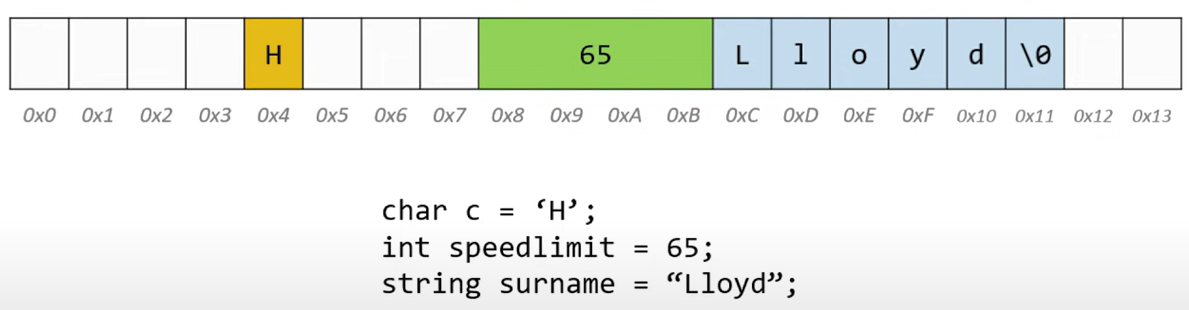 H 65 L l o y d \0
0x0 0x1 0x2 0x3 0x4 0x5 0x6 0x7 0x8 0x9 0xA 0xB 0xC 0xD 0xE 0xF 0x10 0x11 0x12 0x13
char c = ‘H’;
int speedlimit = 65;
string surname = “Lloyd”;